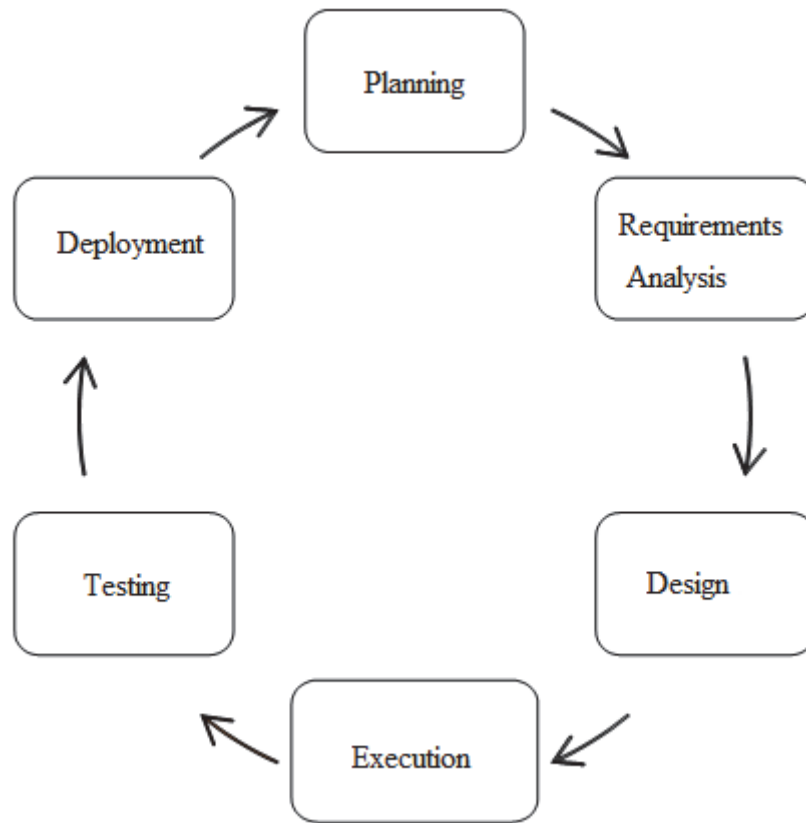 Planning
Requirements
Analysis
Design
Execution
Testing
Deployment